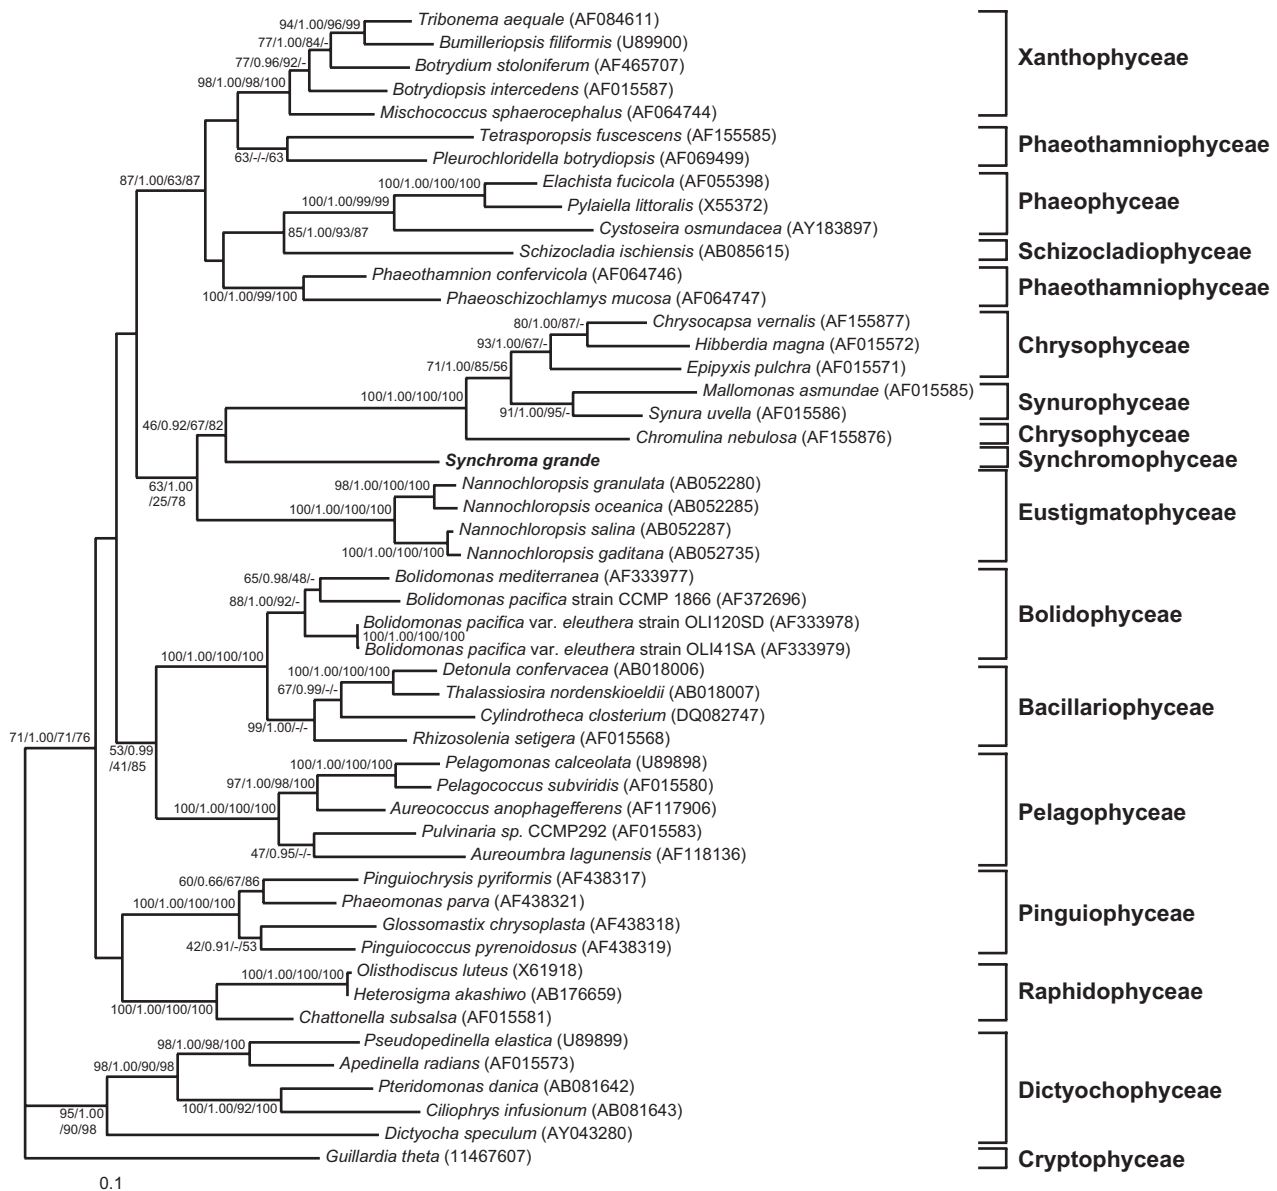 94/1.00/96/99
Tribonema aequale (AF084611)
77/1.00/84/-
Bumilleriopsis filiformis (U89900)
77/0.96/92/-
Botrydium stoloniferum (AF465707)
Xanthophyceae
98/1.00/98/100
Botrydiopsis intercedens (AF015587)
Mischococcus sphaerocephalus (AF064744)
Tetrasporopsis fuscescens (AF155585)
Phaeothamniophyceae
63/-/-/63
Pleurochloridella botrydiopsis (AF069499)
87/1.00/63/87
100/1.00/100/100
Elachista fucicola (AF055398)
100/1.00/99/99
Pylaiella littoralis (X55372)
Phaeophyceae
85/1.00/93/87
Cystoseira osmundacea (AY183897)
Schizocladia ischiensis (AB085615)
Schizocladiophyceae
Phaeothamnion confervicola (AF064746)
Phaeothamniophyceae
100/1.00/99/100
Phaeoschizochlamys mucosa (AF064747)
80/1.00/87/-
Chrysocapsa vernalis (AF155877)
93/1.00/67/-
Hibberdia magna (AF015572)
Chrysophyceae
71/1.00/85/56
Epipyxis pulchra (AF015571)
100/1.00/100/100
Mallomonas asmundae (AF015585)
Synurophyceae
91/1.00/95/-
Synura uvella (AF015586)
46/0.92/67/82
Chromulina nebulosa (AF155876)
Chrysophyceae
Synchroma grande
Synchromophyceae
63/1.00
/25/78
98/1.00/100/100
Nannochloropsis granulata (AB052280)
100/1.00/100/100
Nannochloropsis oceanica (AB052285)
Eustigmatophyceae
Nannochloropsis salina (AB052287)
100/1.00/100/100
Nannochloropsis gaditana (AB052735)
65/0.98/48/-
Bolidomonas mediterranea (AF333977)
88/1.00/92/-
Bolidomonas pacifica strain CCMP 1866 (AF372696)
Bolidophyceae
Bolidomonas pacifica var. eleuthera strain OLI120SD (AF333978)
100/1.00/100/100
Bolidomonas pacifica var. eleuthera strain OLI41SA (AF333979)
100/1.00/100/100
100/1.00/100/100
Detonula confervacea (AB018006)
67/0.99/-/-
Thalassiosira nordenskioeldii (AB018007)
Bacillariophyceae
Cylindrotheca closterium (DQ082747)
99/1.00/-/-
Rhizosolenia setigera (AF015568)
71/1.00/71/76
53/0.99
/41/85
100/1.00/100/100
Pelagomonas calceolata (U89898)
97/1.00/98/100
Pelagococcus subviridis (AF015580)
100/1.00/100/100
Aureococcus anophagefferens (AF117906)
Pelagophyceae
Pulvinaria sp. CCMP292 (AF015583)
47/0.95/-/-
Aureoumbra lagunensis (AF118136)
60/0.66/67/86
Pinguiochrysis pyriformis (AF438317)
100/1.00/100/100
Phaeomonas parva (AF438321)
Pinguiophyceae
Glossomastix chrysoplasta (AF438318)
42/0.91/-/53
Pinguiococcus pyrenoidosus (AF438319)
100/1.00/100/100
Olisthodiscus luteus (X61918)
Heterosigma akashiwo (AB176659)
Raphidophyceae
100/1.00/100/100
Chattonella subsalsa (AF015581)
98/1.00/98/100
Pseudopedinella elastica (U89899)
98/1.00/90/98
Apedinella radians (AF015573)
Pteridomonas danica (AB081642)
Dictyochophyceae
100/1.00/92/100
Ciliophrys infusionum (AB081643)
95/1.00
/90/98
Dictyocha speculum (AY043280)
Guillardia theta (11467607)
Cryptophyceae
0.1